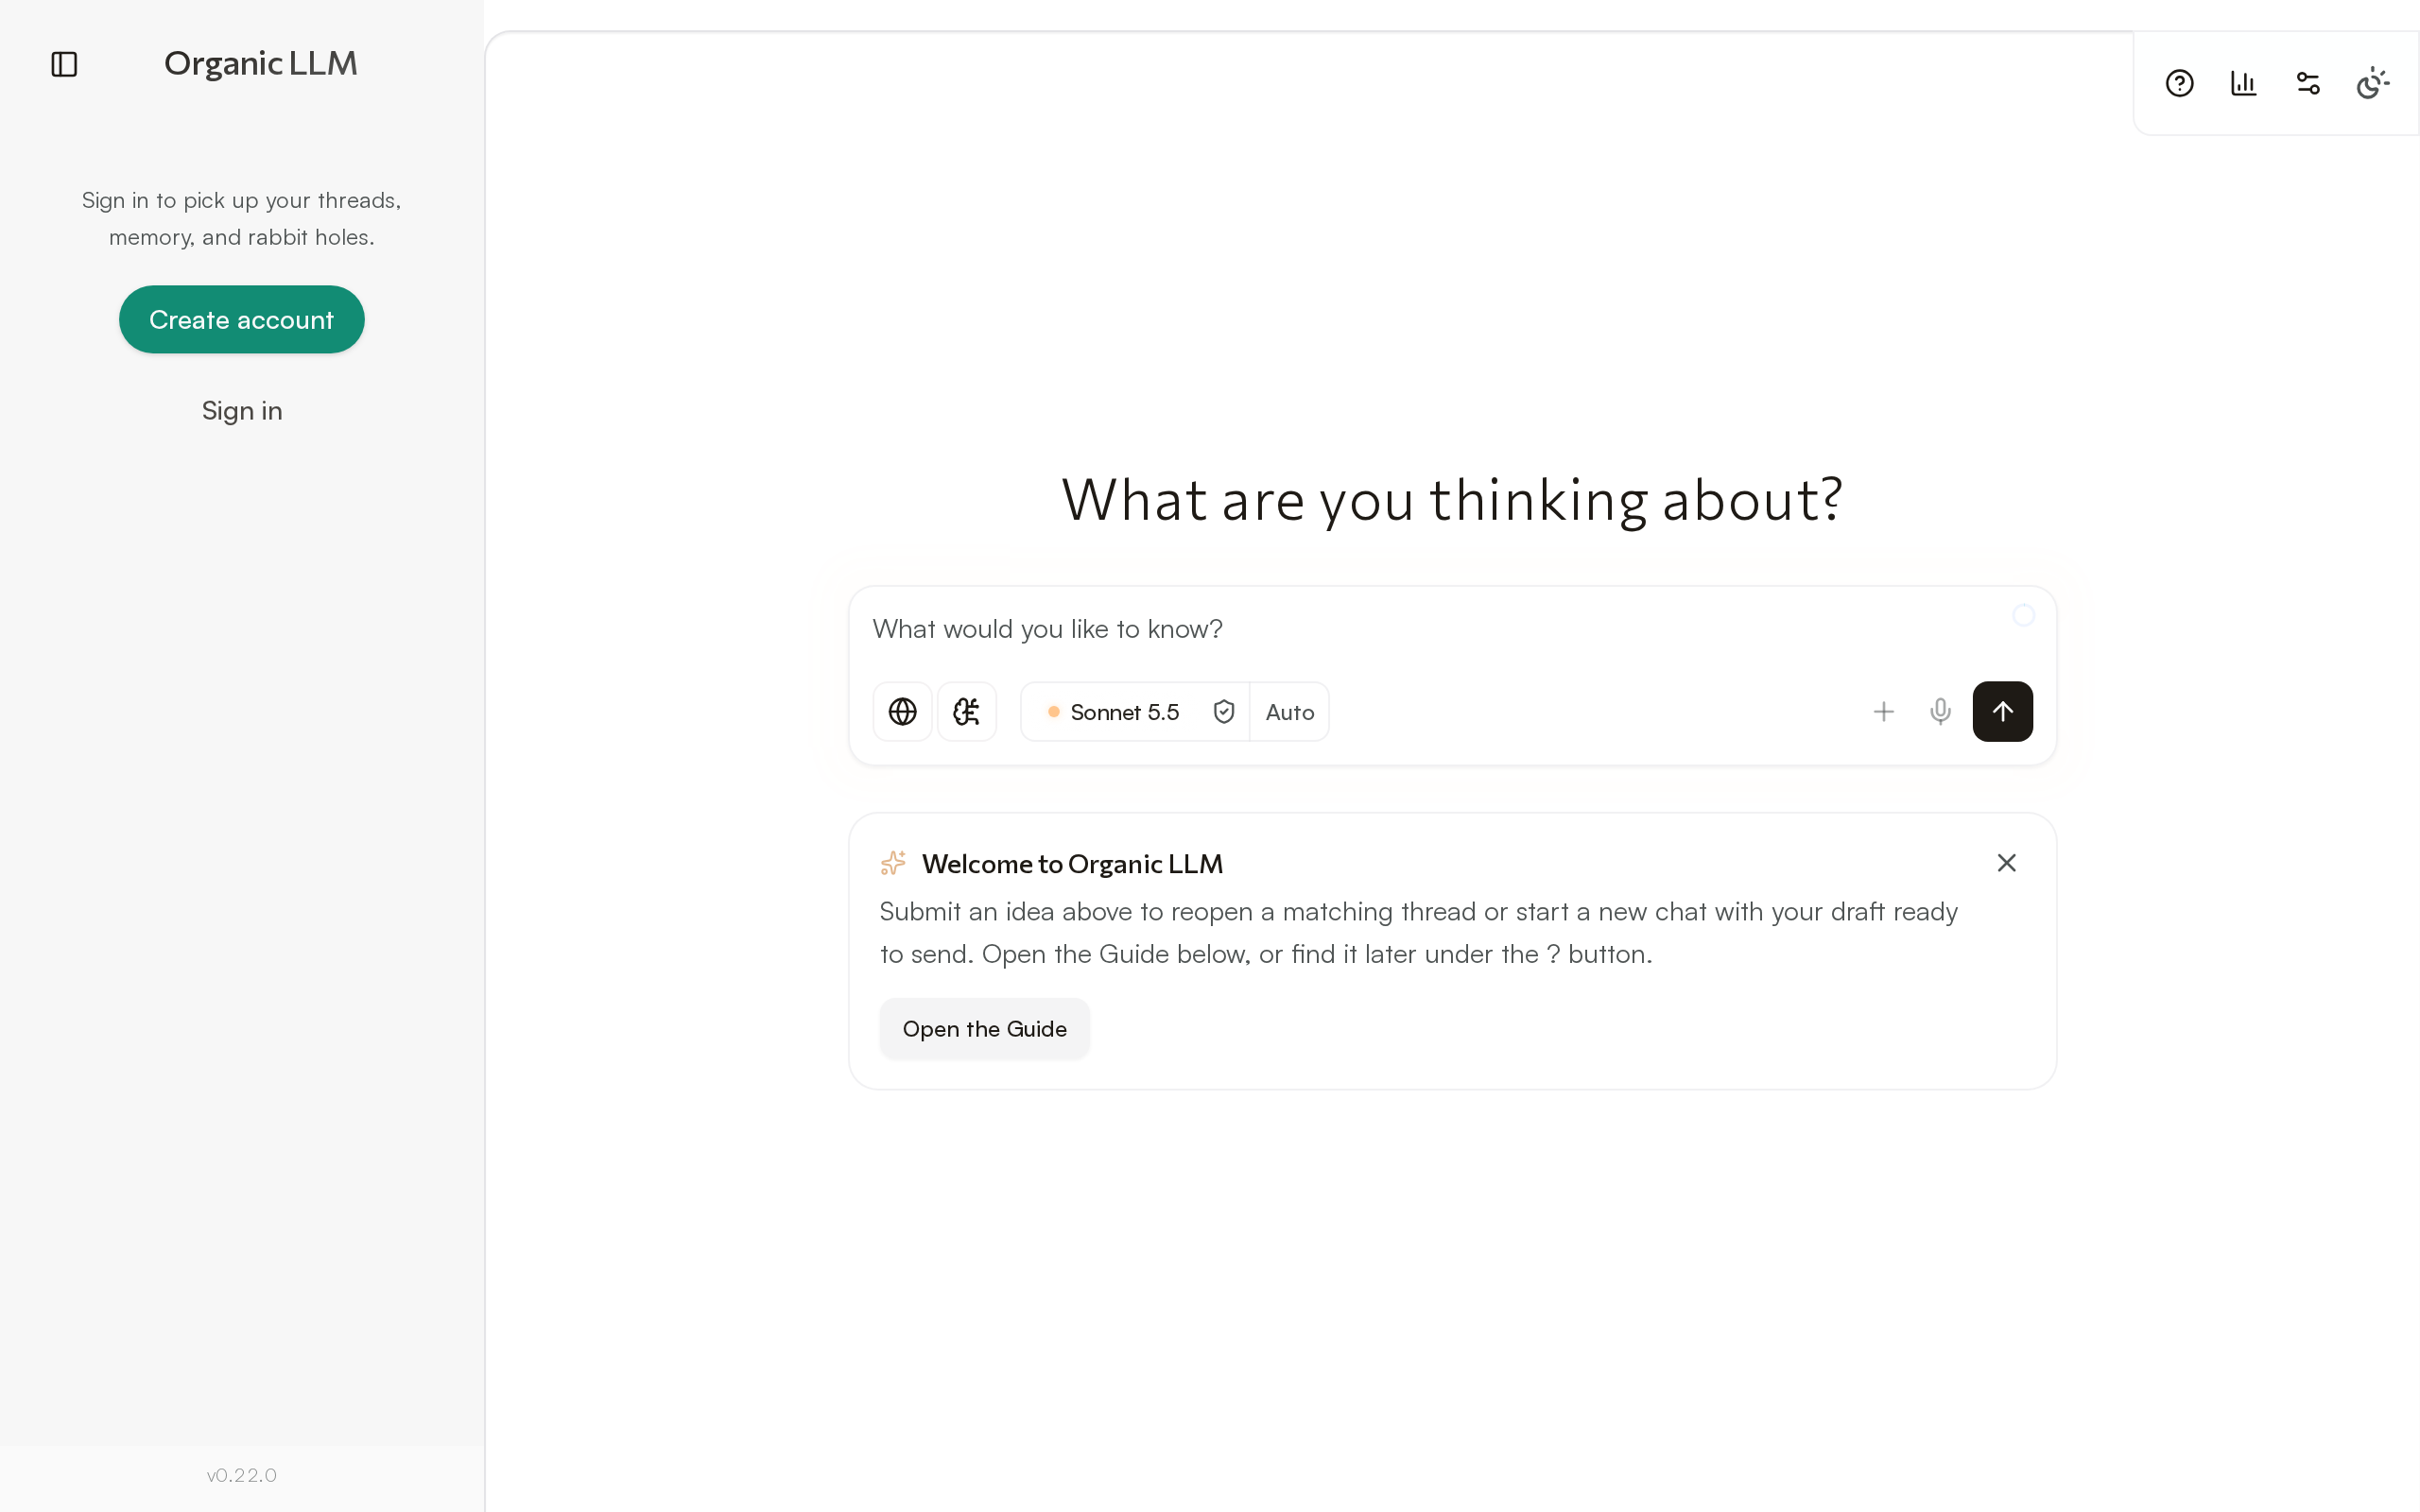 Organic LLM
Sign in to pick up your threads,
memory, and rabbit holes.
Create account
Sign in
What are you thinking about?
What would you like to know?
Sonnet 5.5
Auto
Welcome to Organic LLM
Submit an idea above to reopen a matching thread or start a new chat with your draft ready
to send. Open the Guide below, or find it later under the ? button.
Open the Guide
v0.22.0